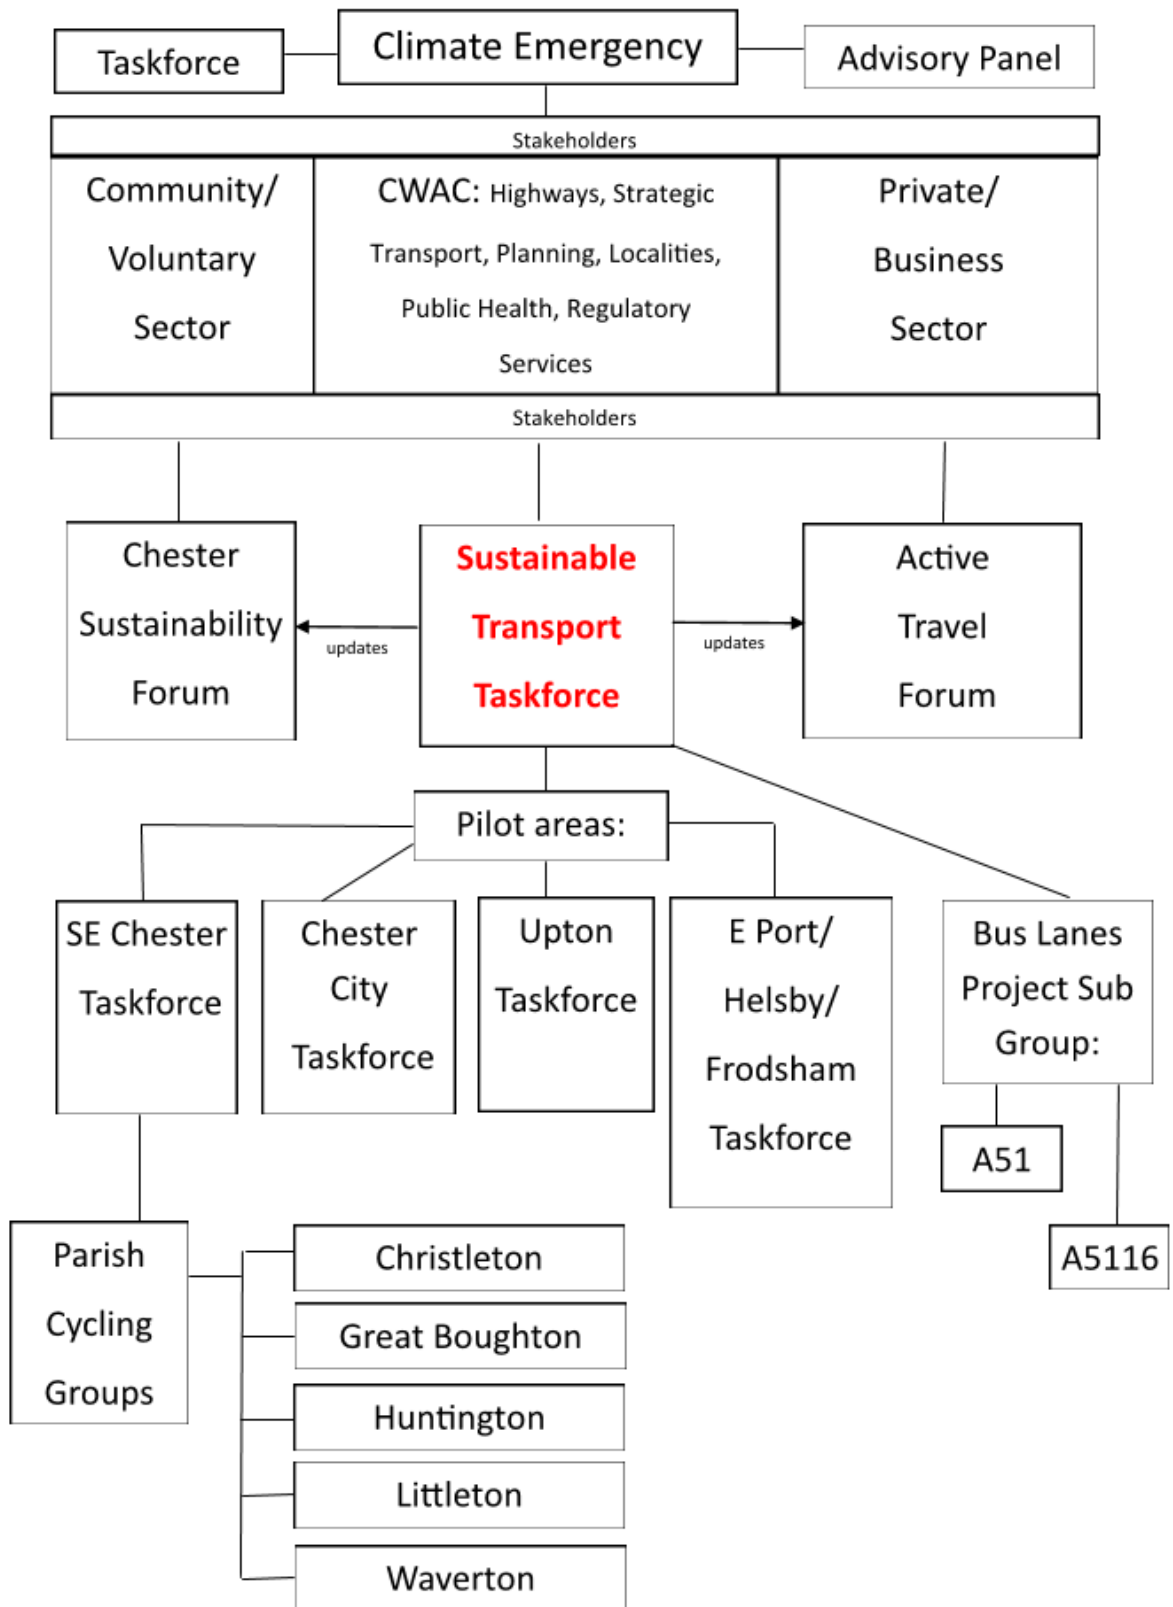 Taskforce
Climate Emergency
Advisory Panel
Stakeholders
Community/
Voluntary
Sector
CWAC: Highways, Strategic
Transport, Planning, Localities,
Public Health, Regulatory
Services
Private/
Business
Sector
Stakeholders
Chester
Sustainability
Forum
updates
Sustainable
Transport
Taskforce
updates
Active
Travel
Forum
Pilot areas:
SE Chester
Taskforce
Chester
City
Taskforce
Upton
Taskforce
E Port/
Helsby/
Frodsham
Taskforce
Bus Lanes
Project Sub
Group:
A51
A5116
Parish
Cycling
Groups
Christleton
Great Boughton
Huntington
Littleton
Waverton